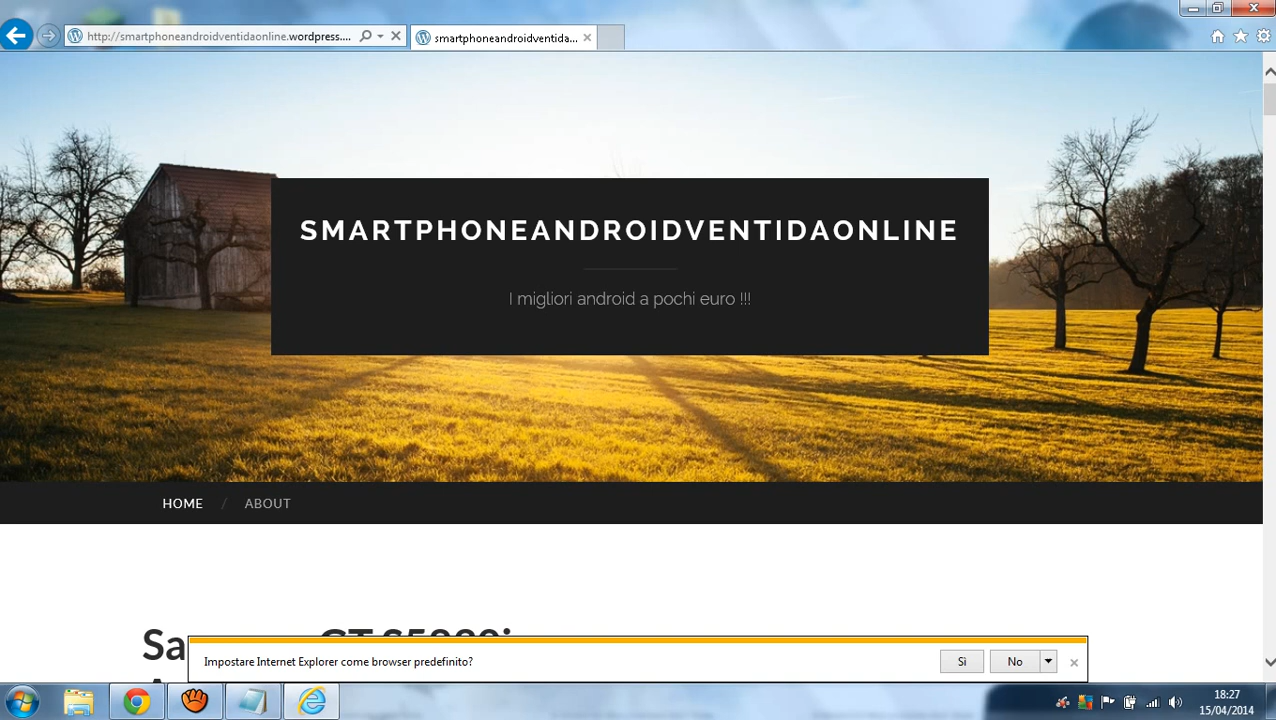 http://smartphoneandroidventidaonline.wordpress....
smartphoneandroidventida...
SMARTPHONEANDROIDVENTIDAONLINE
I migliori android a pochi euro !!!
HOME / ABOUT
Impostare Internet Explorer come browser predefinito?
Sì
No
18:27
15/04/2014